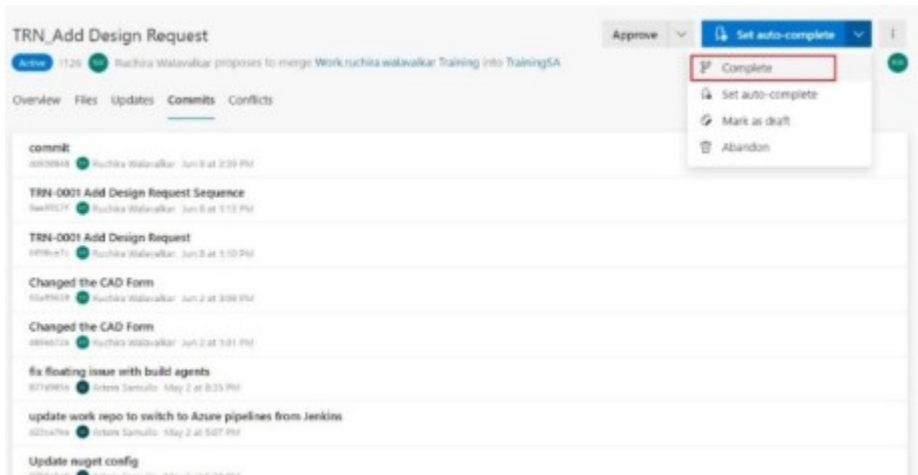 TRN_Add Design Request
Approve
Set auto-complete
Active Ruchira Walavalkar proposes to merge Work.ruchira.walavalkar Training into TrainingSA
Complete
Overview Files Updates Commits Conflicts
Set auto-complete
Mark as draft
Abandon
commit
Ruchira Walavalkar Jun 8 at 2:39 PM
TRN-0001 Add Design Request Sequence
Ruchira Walavalkar Jun 8 at 1:13 PM
TRN-0001 Add Design Request
Ruchira Walavalkar Jun 8 at 1:10 PM
Changed the CAD Form
Ruchira Walavalkar Jun 2 at 3:09 PM
Changed the CAD Form
Ruchira Walavalkar Jun 2 at 1:01 PM
fix floating issue with build agents
Artem Samuilo May 2 at 8:35 PM
update work repo to switch to Azure pipelines from Jenkins
Artem Samuilo May 2 at 5:07 PM
Update nuget config